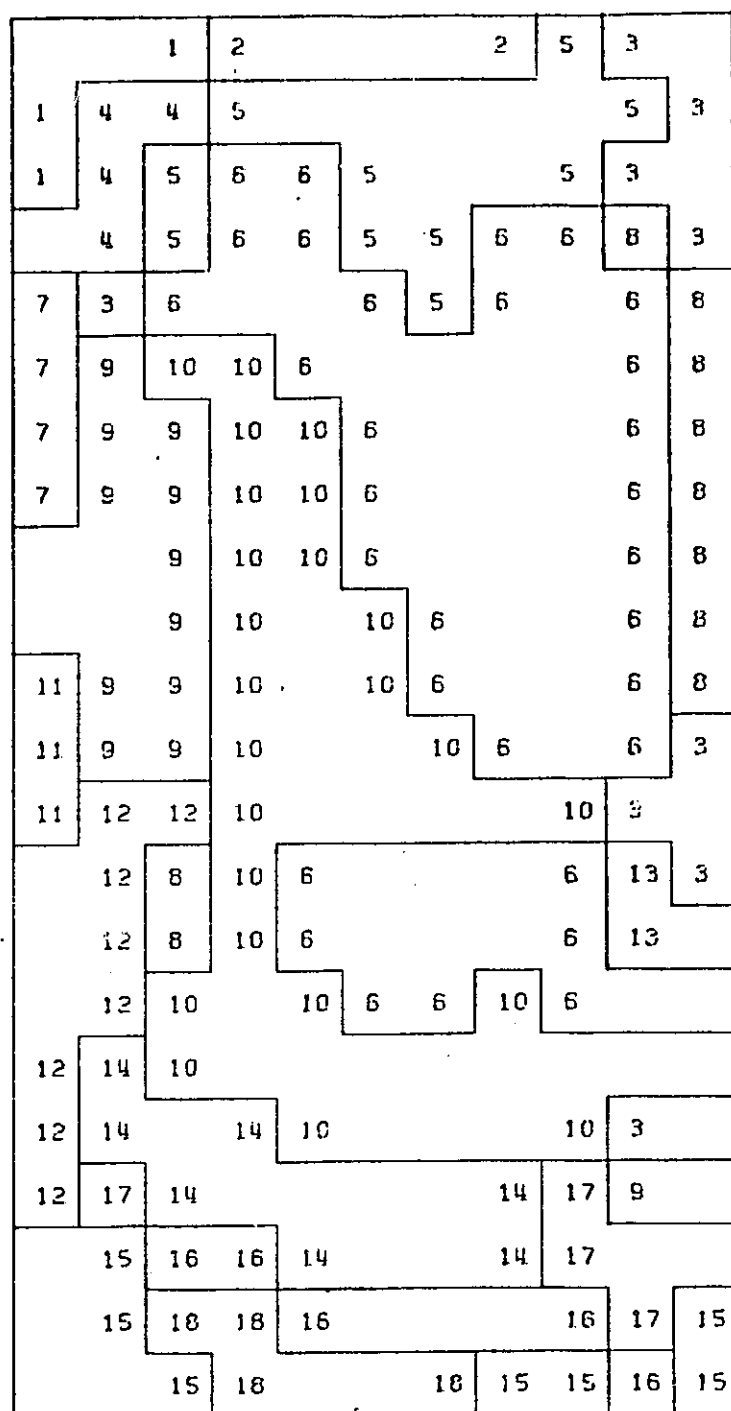 1 2 2 5 3
1 4 4 5 5 3
1 4 5 6 6 5 5 3
4 5 6 6 5 5 6 6 8 3
7 3 6 6 5 6 6 8
7 9 10 10 6 6 8
7 9 9 10 10 6 6 8
7 9 9 10 10 6 6 8
9 10 10 6 6 8
9 10 10 6 6 8
11 9 9 10 10 6 6 8
11 9 9 10 10 6 6 3
11 12 12 10 10 3
12 8 10 6 6 13 3
12 8 10 6 6 13
12 10 10 6 6 10 6
12 14 10
12 14 14 10 10 3
12 17 14 14 17 9
15 16 16 14 14 17
15 18 18 16 16 17 15
15 18 18 15 15 16 15